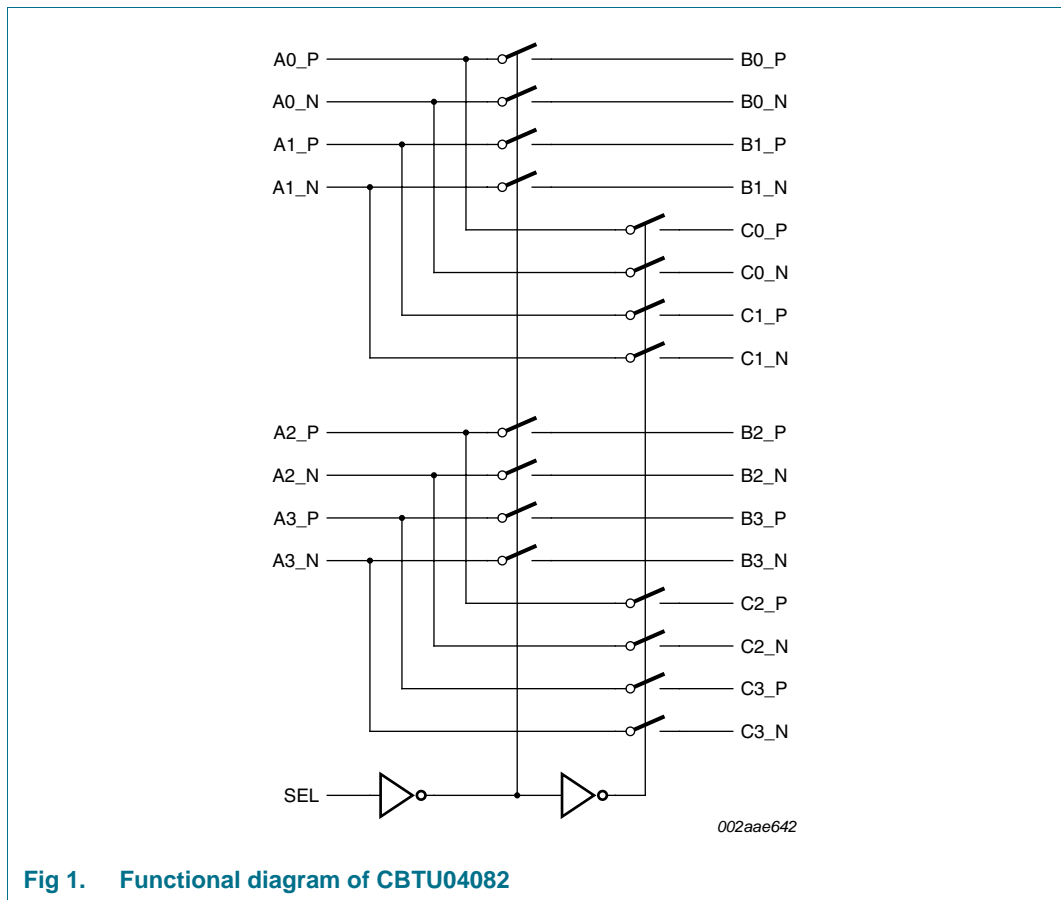 A0_P B0_P
A0_N B0_N
A1_P B1_P
A1_N B1_N
C0_P
C0_N
C1_P
C1_N
A2_P B2_P
A2_N B2_N
A3_P B3_P
A3_N B3_N
C2_P
C2_N
C3_P
C3_N
SEL
002aae642
Fig 1. Functional diagram of CBTU04082